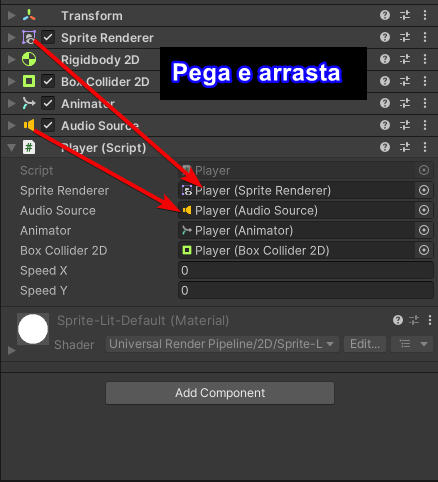 Transform
Sprite Renderer
Rigidbody 2D
Pega e arrasta
Box Collider 2D
Animator
Audio Source
Player (Script)
Script Player
Sprite Renderer Player (Sprite Renderer)
Audio Source Player (Audio Source)
Animator Player (Animator)
Box Collider 2D Player (Box Collider 2D)
Speed X 0
Speed Y 0
Sprite-Lit-Default (Material)
Shader Universal Render Pipeline/2D/Sprite-L Edit...
Add Component